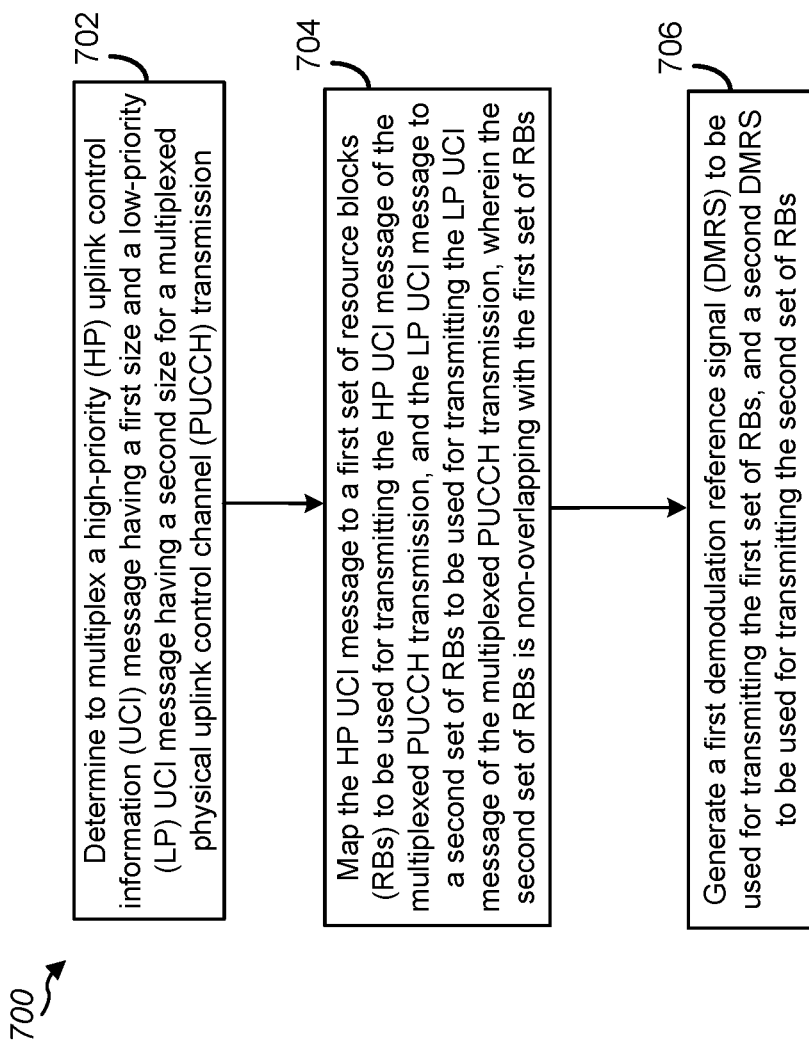 700
702
Determine to multiplex a high-priority (HP) uplink control
information (UCI) message having a first size and a low-priority
(LP) UCI message having a second size for a multiplexed
physical uplink control channel (PUCCH) transmission
704
Map the HP UCI message to a first set of resource blocks
(RBs) to be used for transmitting the HP UCI message of the
multiplexed PUCCH transmission, and the LP UCI message to
a second set of RBs to be used for transmitting the LP UCI
message of the multiplexed PUCCH transmission, wherein the
second set of RBs is non-overlapping with the first set of RBs
706
Generate a first demodulation reference signal (DMRS) to be
used for transmitting the first set of RBs, and a second DMRS
to be used for transmitting the second set of RBs